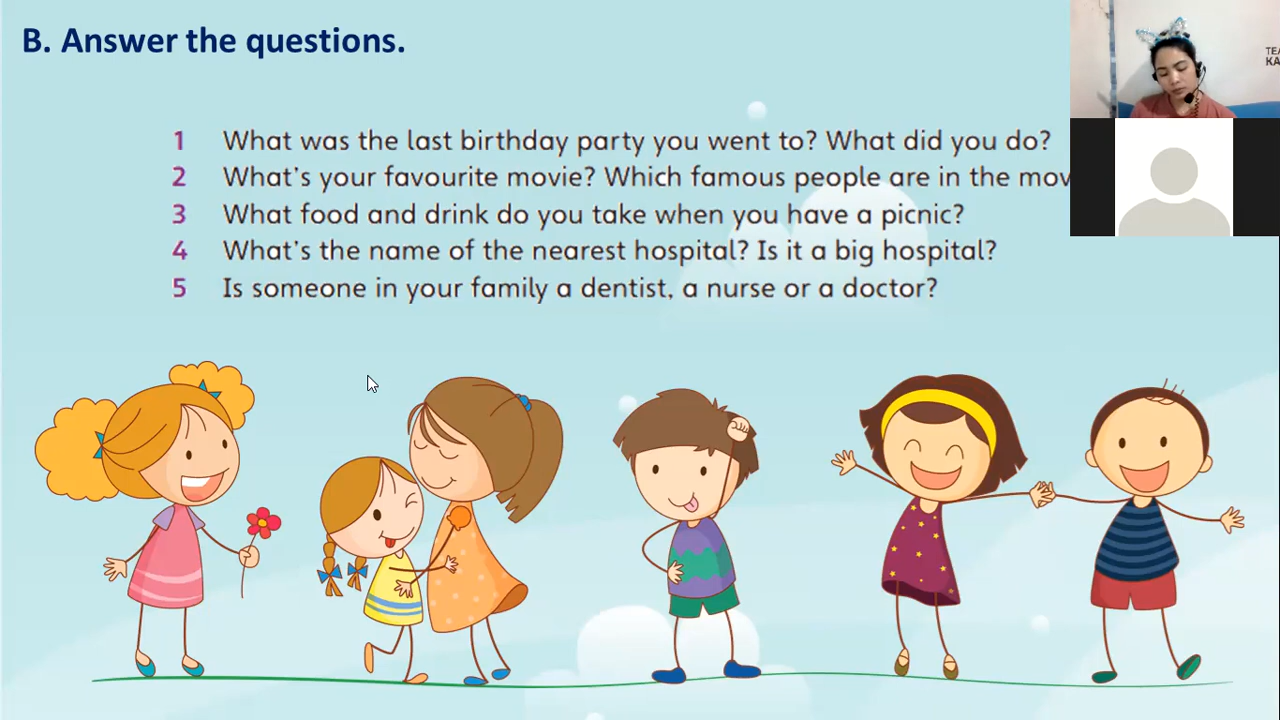 B. Answer the questions.
1 What was the last birthday party you went to? What did you do?
2 What's your favourite movie? Which famous people are in the
3 What food and drink do you take when you have a picnic?
4 What's the name of the nearest hospital? Is it a big hospital?
5 Is someone in your family a dentist, a nurse or a doctor?